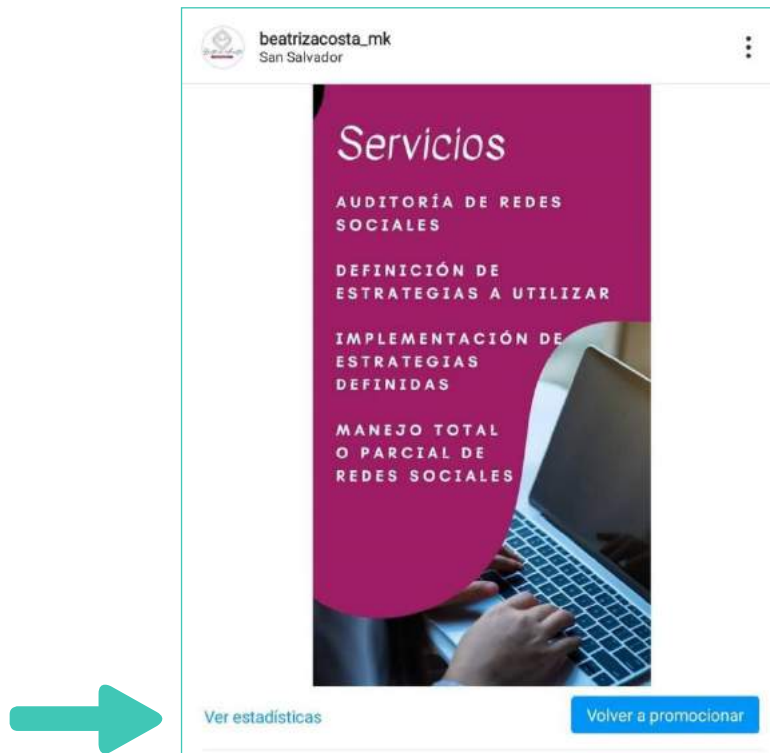 beatrizacosta_mk
San Salvador
Servicios
AUDITORÍA DE REDES
SOCIALES
DEFINICIÓN DE
ESTRATEGIAS A UTILIZAR
IMPLEMENTACIÓN DE
ESTRATEGIAS
DEFINIDAS
MANEJO TOTAL
O PARCIAL DE
REDES SOCIALES
Ver estadísticas
Volver a promocionar